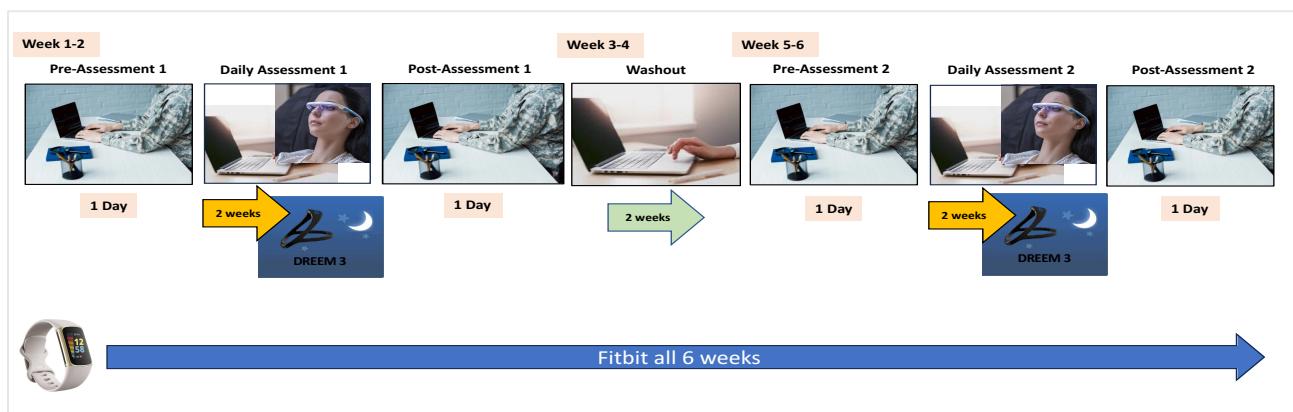 Week 1-2
Week 3-4
Week 5-6
Pre-Assessment 1
Daily Assessment 1
Post-Assessment 1
Washout
Pre-Assessment 2
Daily Assessment 2
Post-Assessment 2
1 Day
2 weeks
1 Day
2 weeks
1 Day
2 weeks
1 Day
DREEM 3
DREEM 3
12
58
Fitbit all 6 weeks